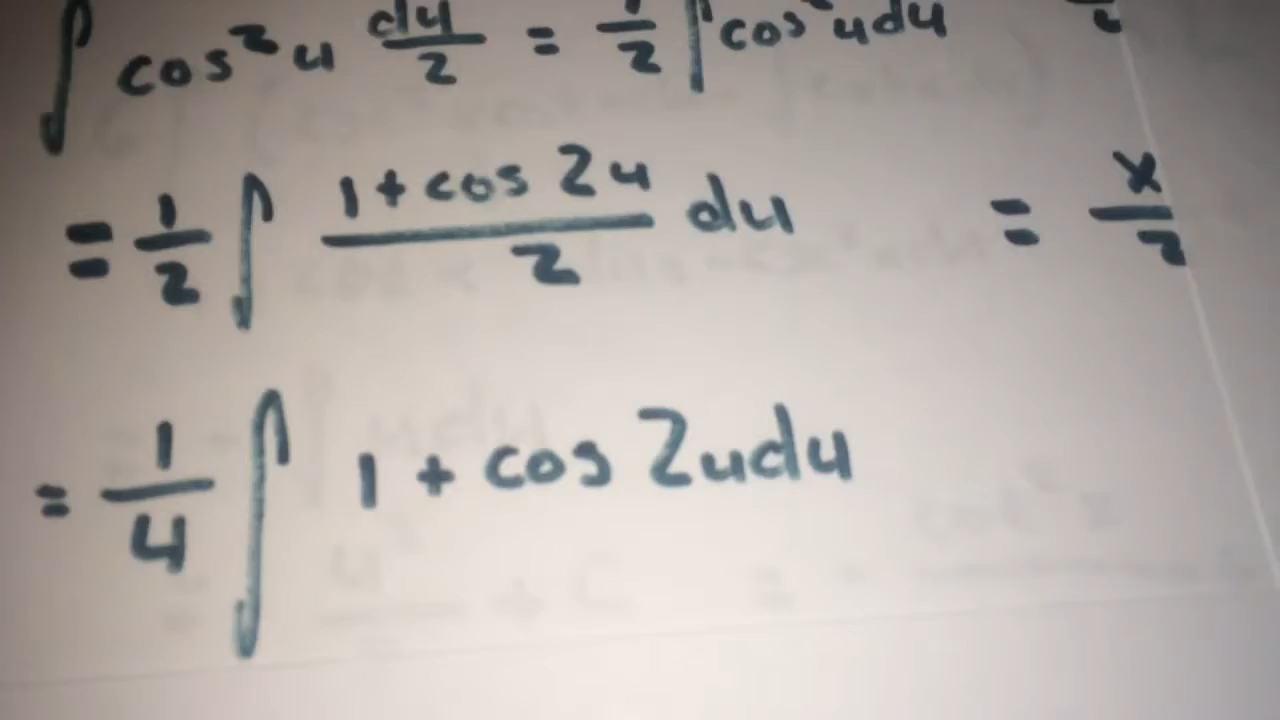 ∫ cos²u du/2 = 1/2 ∫ cos²u du
= 1/2 ∫ (1 + cos 2u)/2 du = x/2
= 1/4 ∫ 1 + cos 2u du